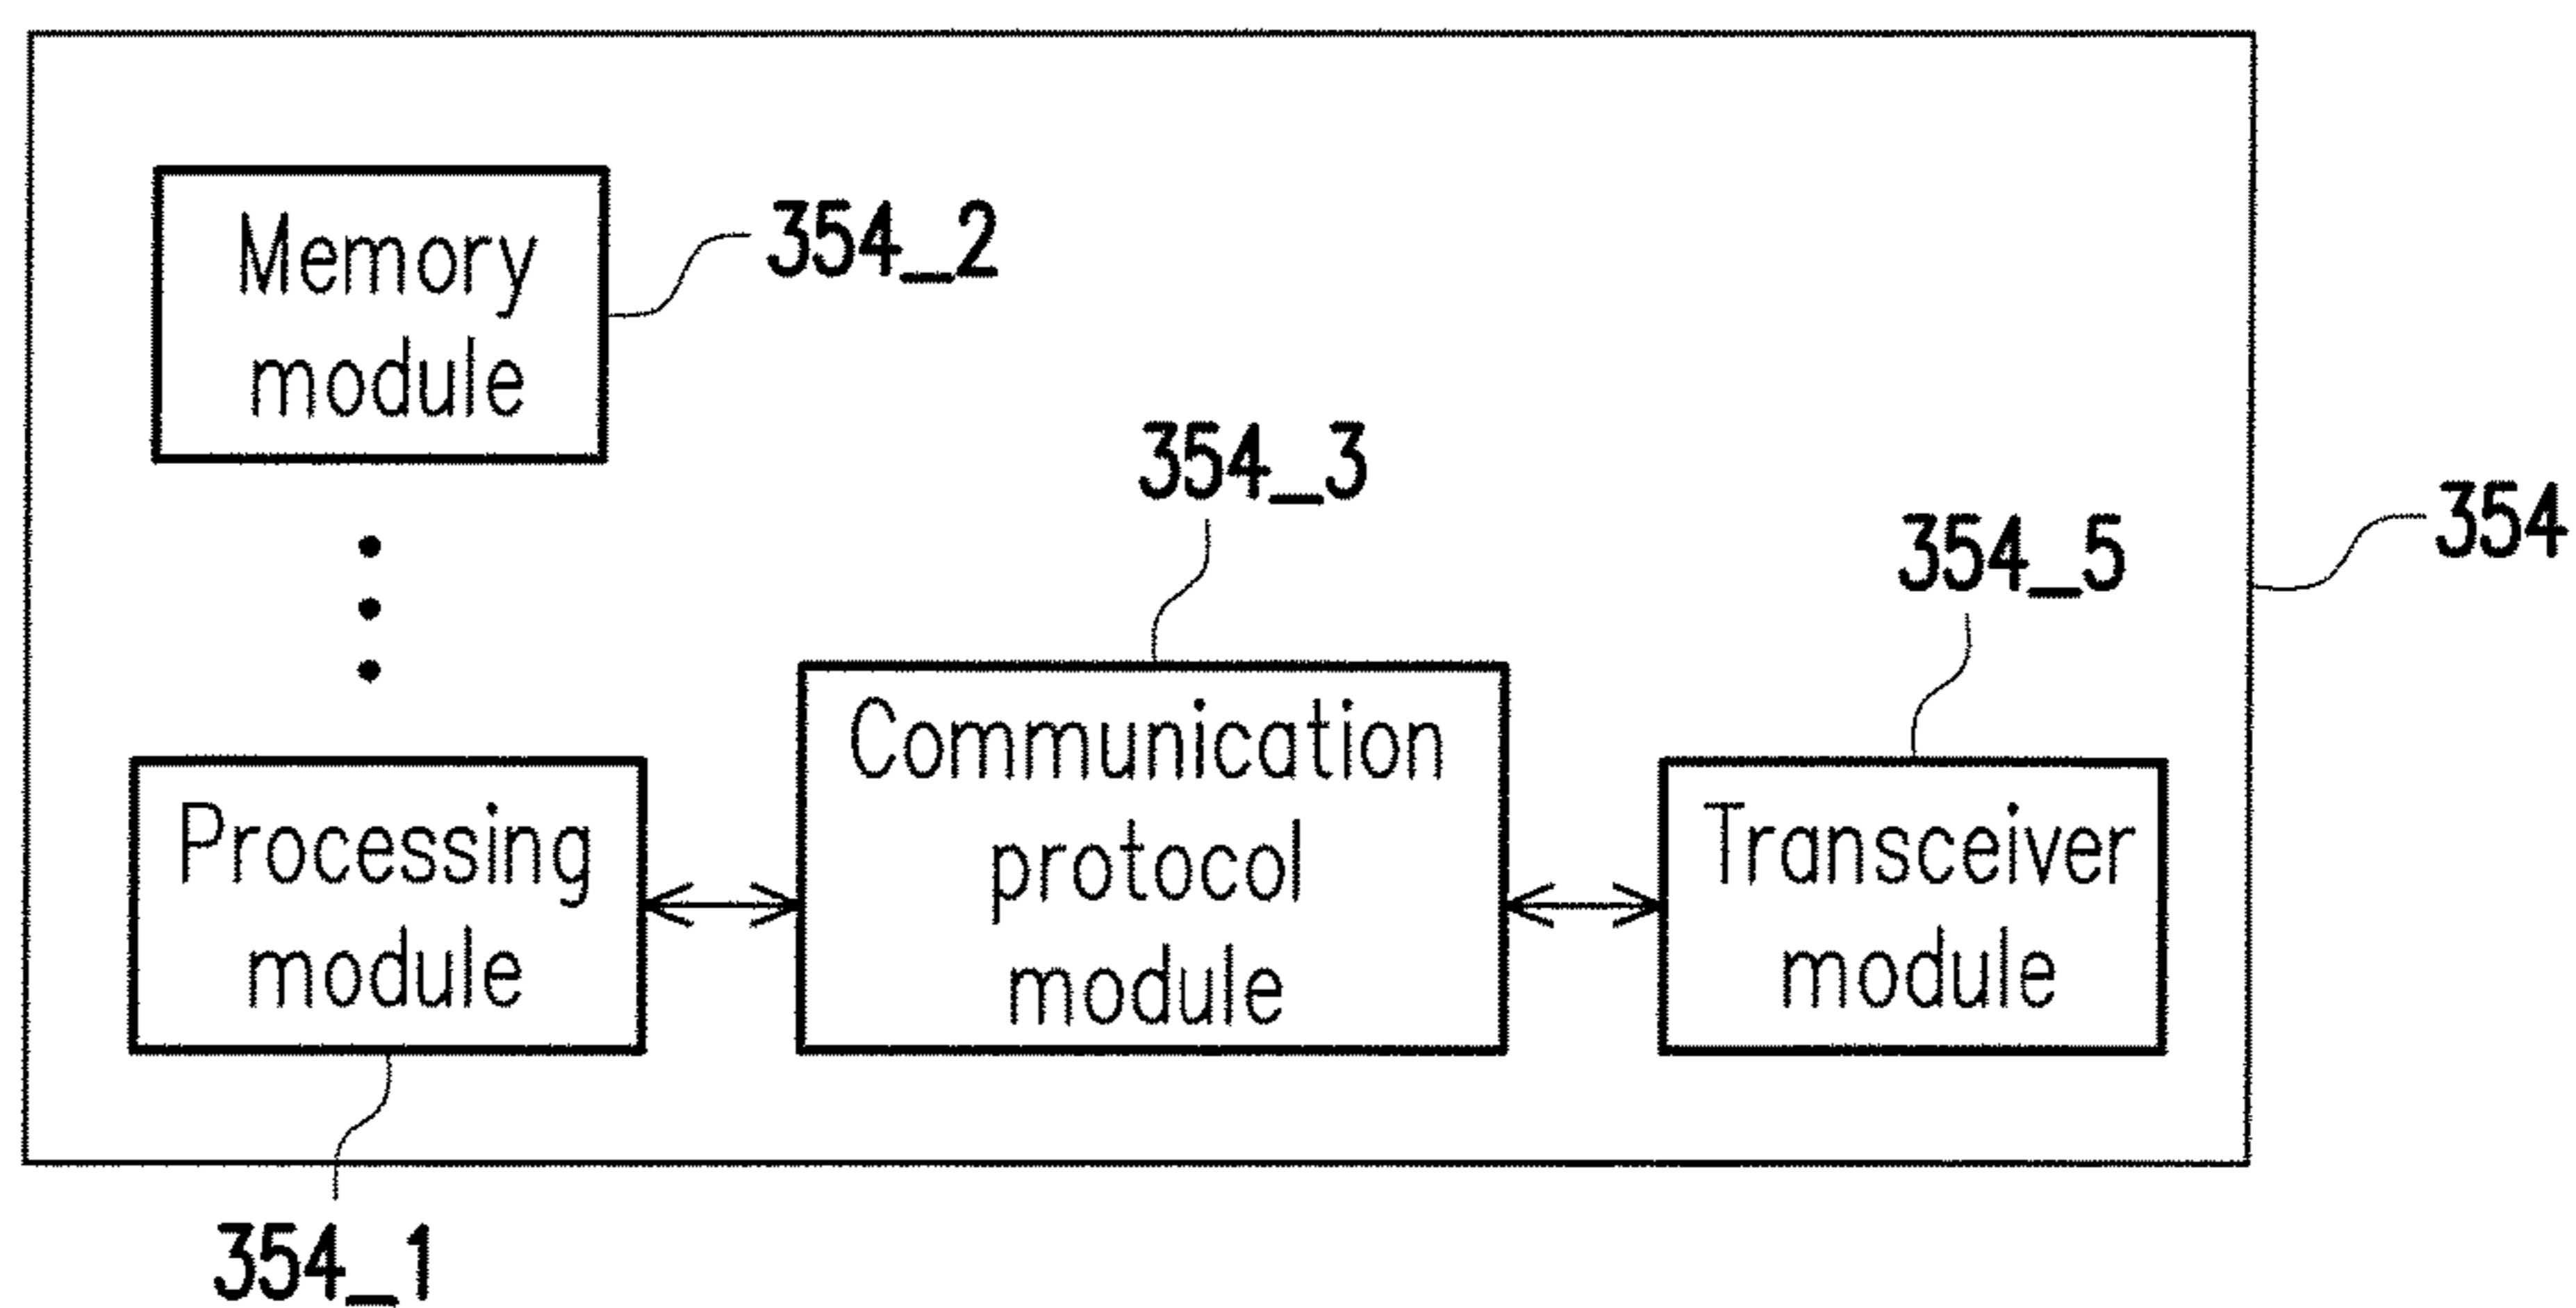 Memory
module
354_2
354_3
354_5
354
Processing
module
Communication
protocol
module
Transceiver
module
354_1